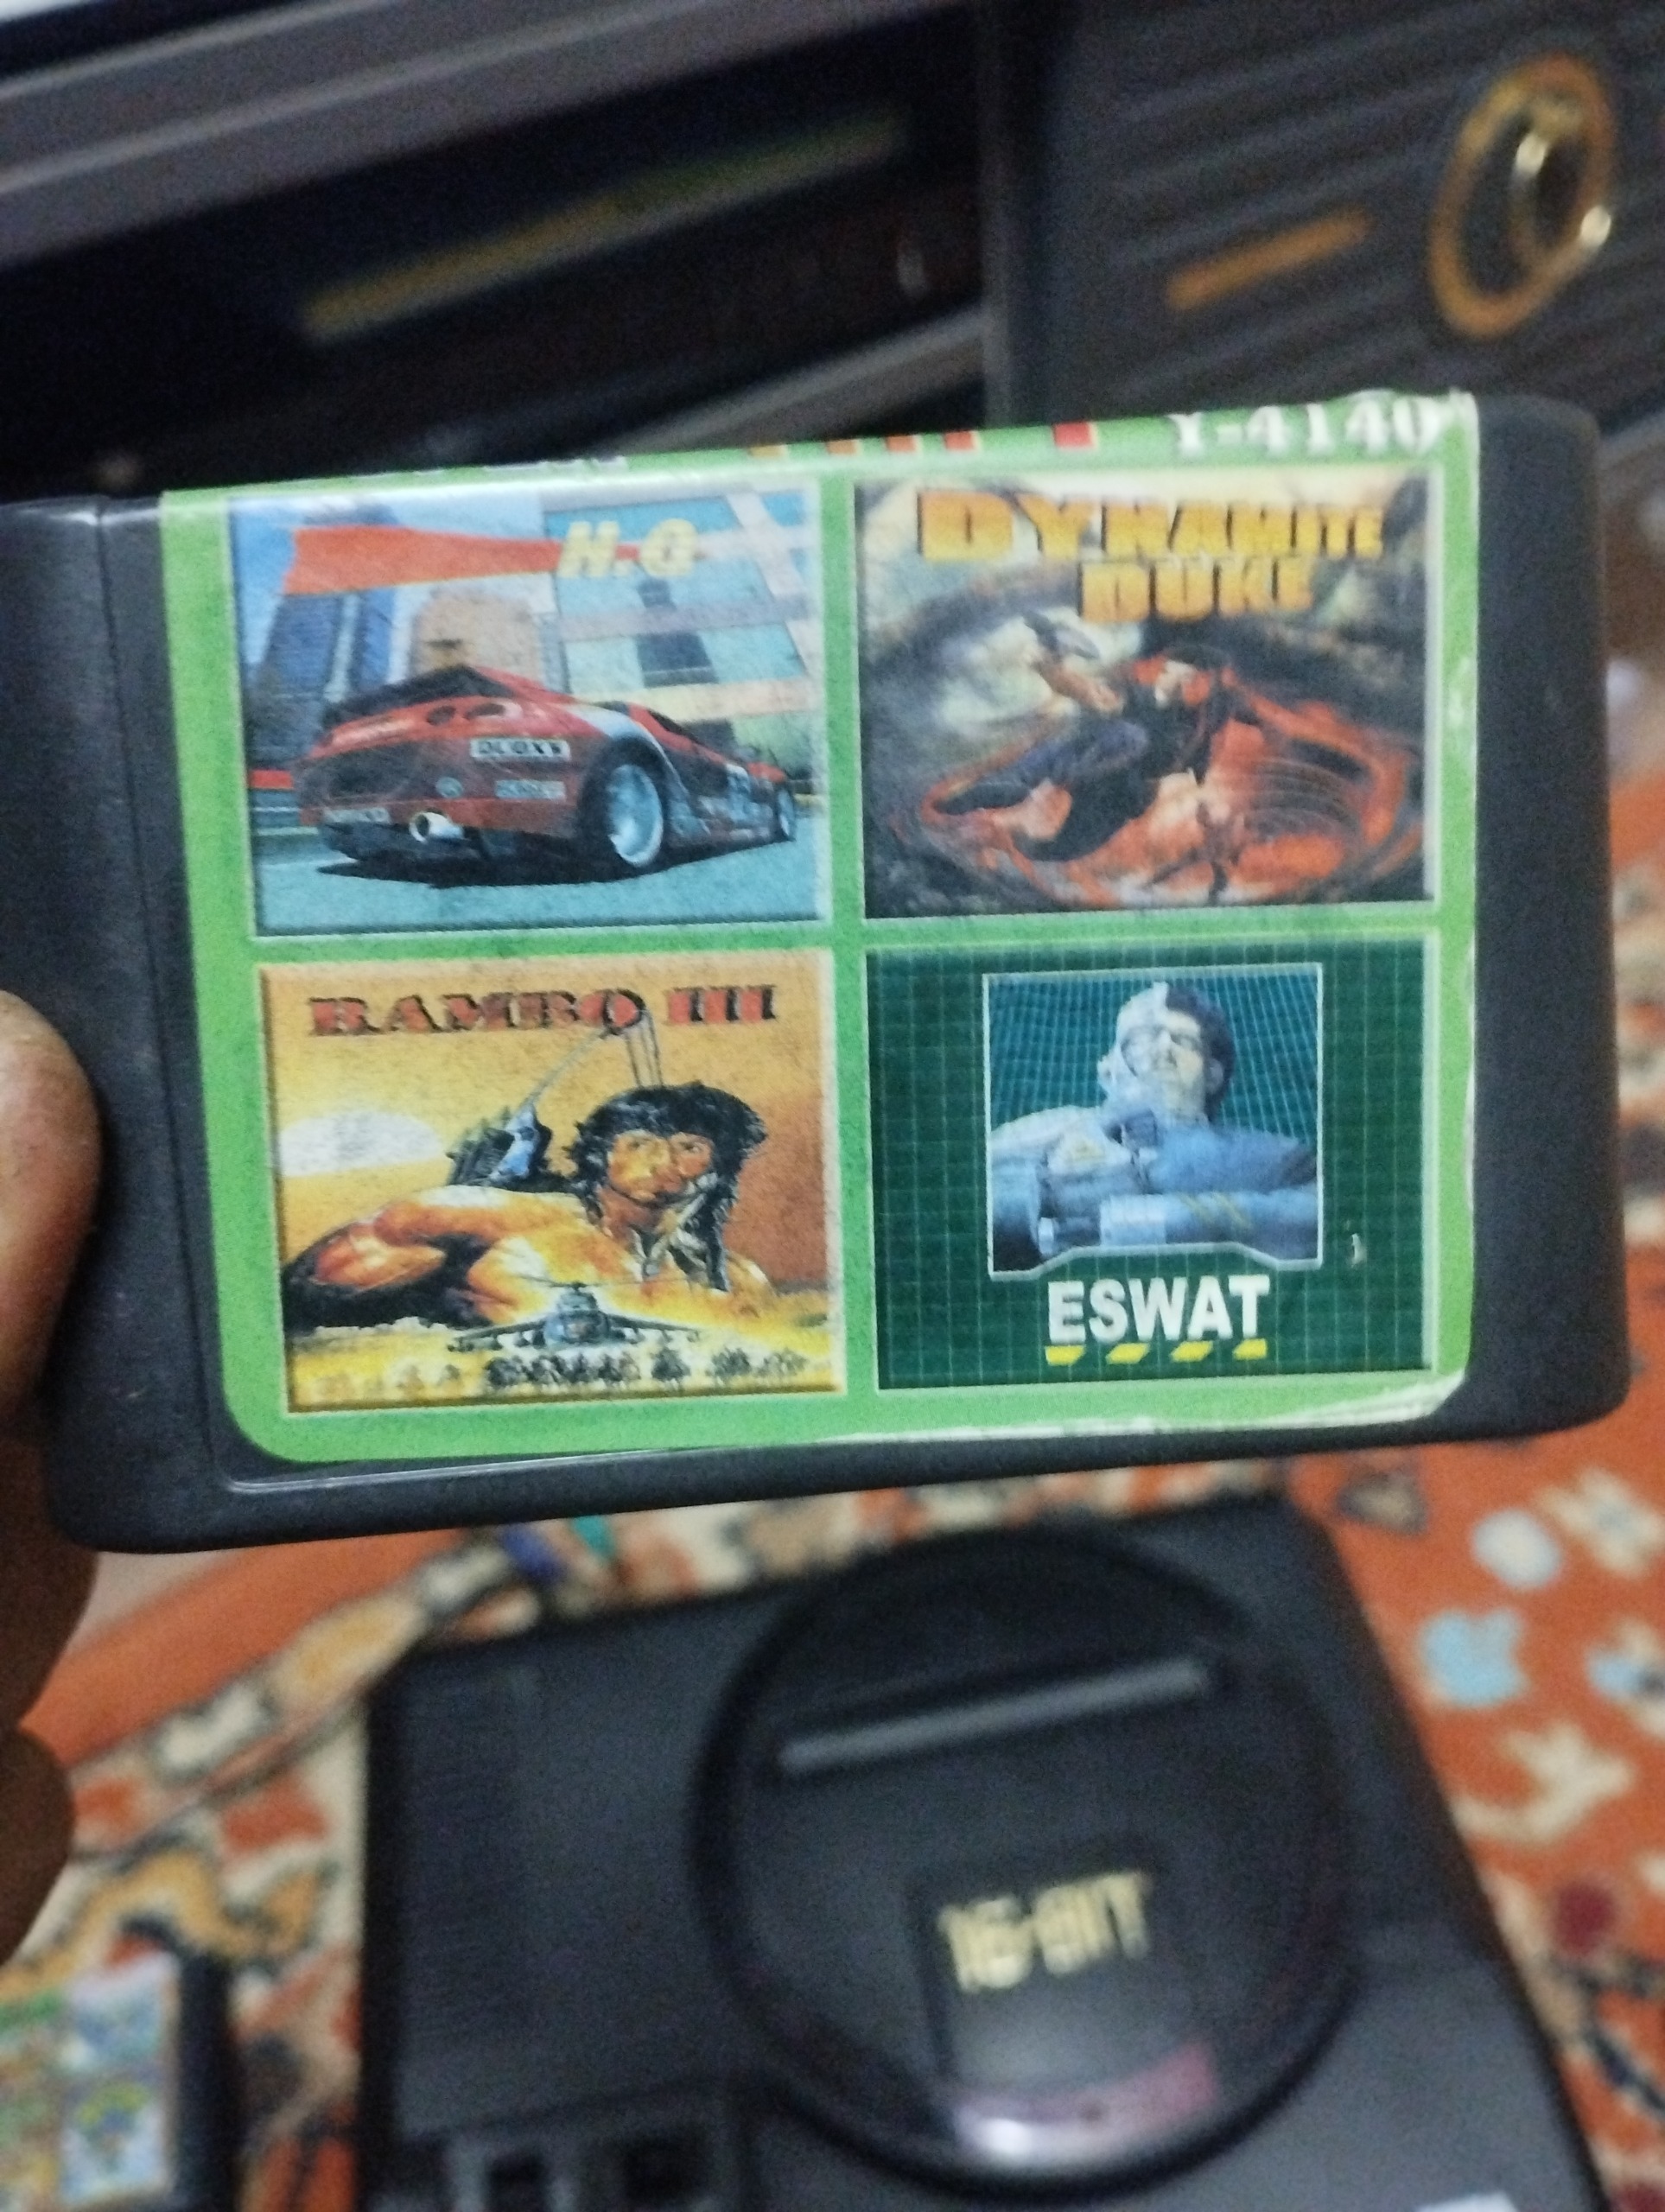 Y-4140
H.Q
DYNAMITE
DUKE
RAMBO III
ESWAT
16-BIT